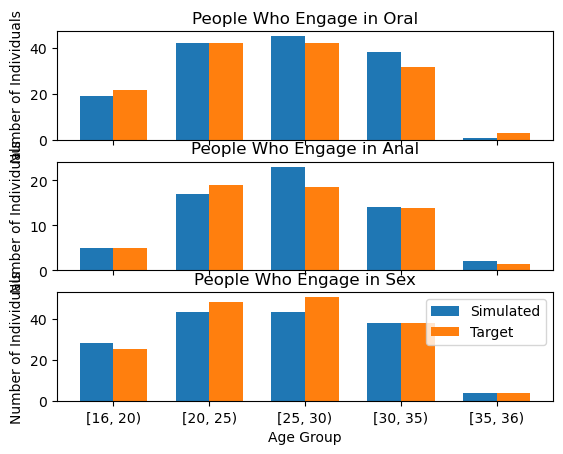 People Who Engage in Oral
Number of Individuals
40
20
0
People Who Engage in Anal
Number of Individuals
20
10
0
People Who Engage in Sex
Number of Individuals
40
20
0
Simulated
Target
[16, 20) [20, 25) [25, 30) [30, 35) [35, 36)
Age Group